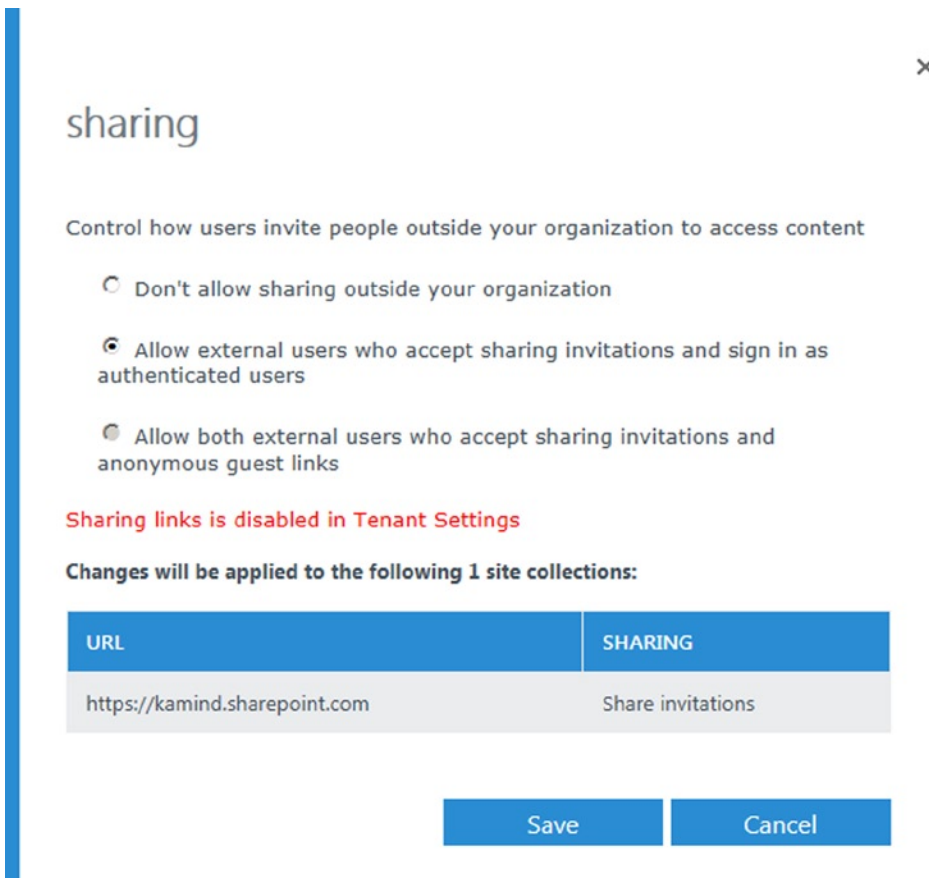 sharing
Control how users invite people outside your organization to access content
Don't allow sharing outside your organization
Allow external users who accept sharing invitations and sign in as
authenticated users
Allow both external users who accept sharing invitations and
anonymous guest links
Sharing links is disabled in Tenant Settings
Changes will be applied to the following 1 site collections:
URL SHARING
https://kamind.sharepoint.com Share invitations
Save Cancel